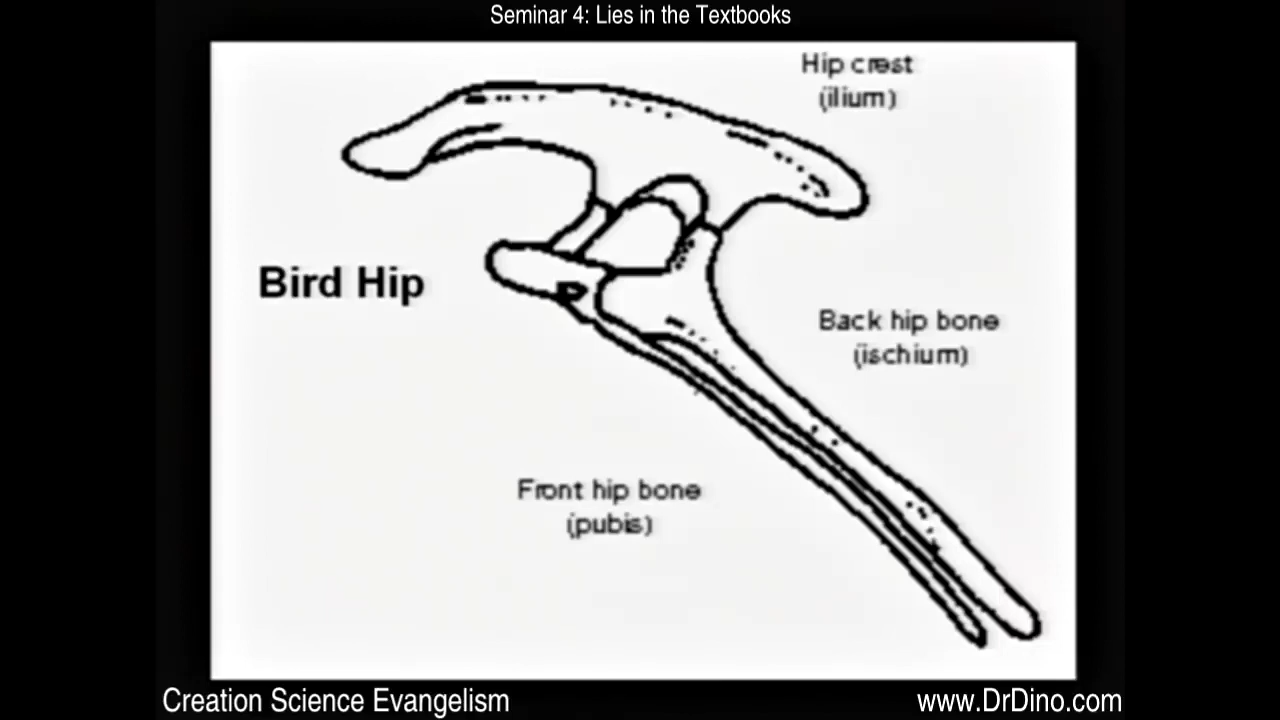 Seminar 4: Lies in the Textbooks
Hip crest
(ilium)
Bird Hip
Back hip bone
(ischium)
Front hip bone
(pubis)
Creation Science Evangelism
www.DrDino.com